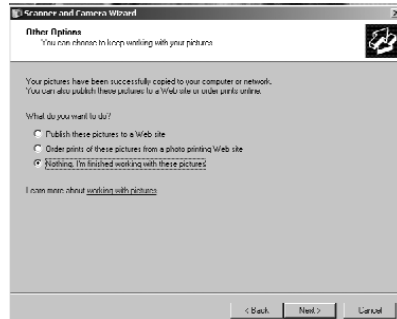 Scanner and Camera Wizard
Other Options
You can choose to keep working with your pictures
Your pictures have been successfully copied to your computer or network.
You can also publish these pictures to a Web site or order prints online.
What do you want to do?
Publish these pictures to a Web site
Order prints of these pictures from a photo printing Web site
Nothing. I'm finished working with these pictures
Learn more about working with pictures.
< Back
Next >
Cancel